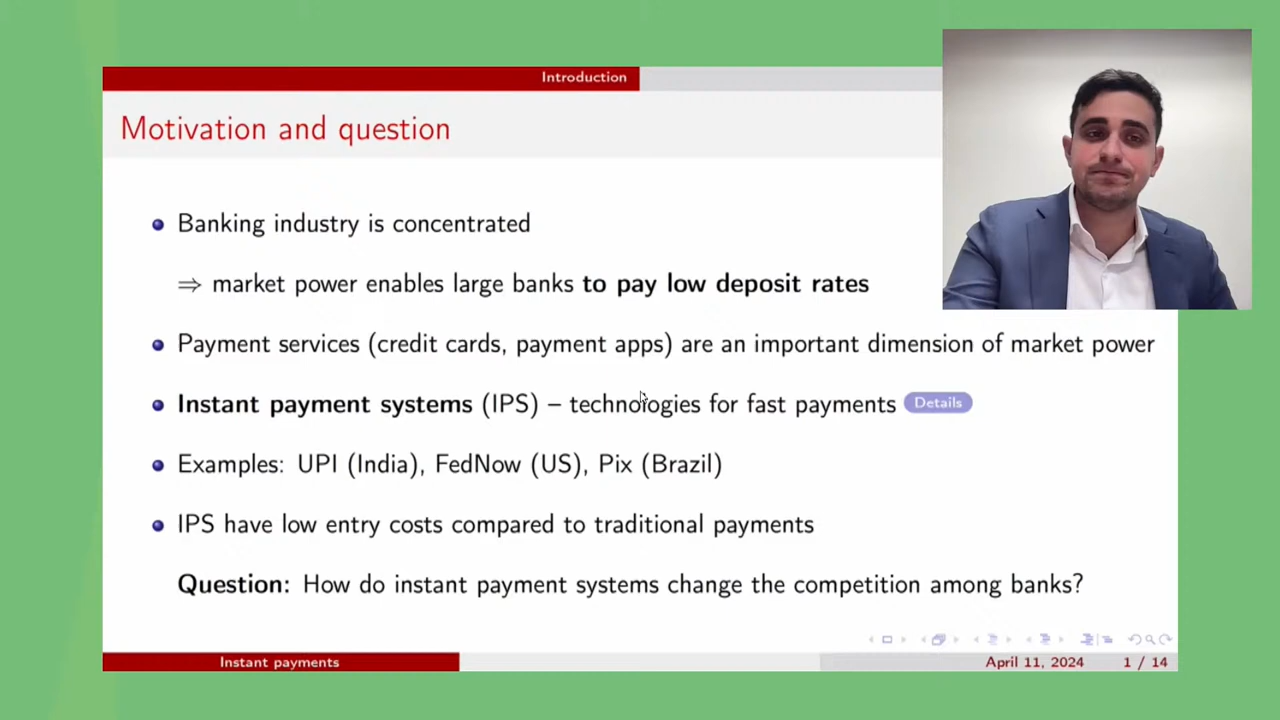 Introduction
Motivation and question
Banking industry is concentrated
⇒ market power enables large banks to pay low deposit rates
Payment services (credit cards, payment apps) are an important dimension of market power
Instant payment systems (IPS) – technologies for fast payments Details
Examples: UPI (India), FedNow (US), Pix (Brazil)
IPS have low entry costs compared to traditional payments
Question: How do instant payment systems change the competition among banks?
Instant payments
April 11, 2024 1 / 14